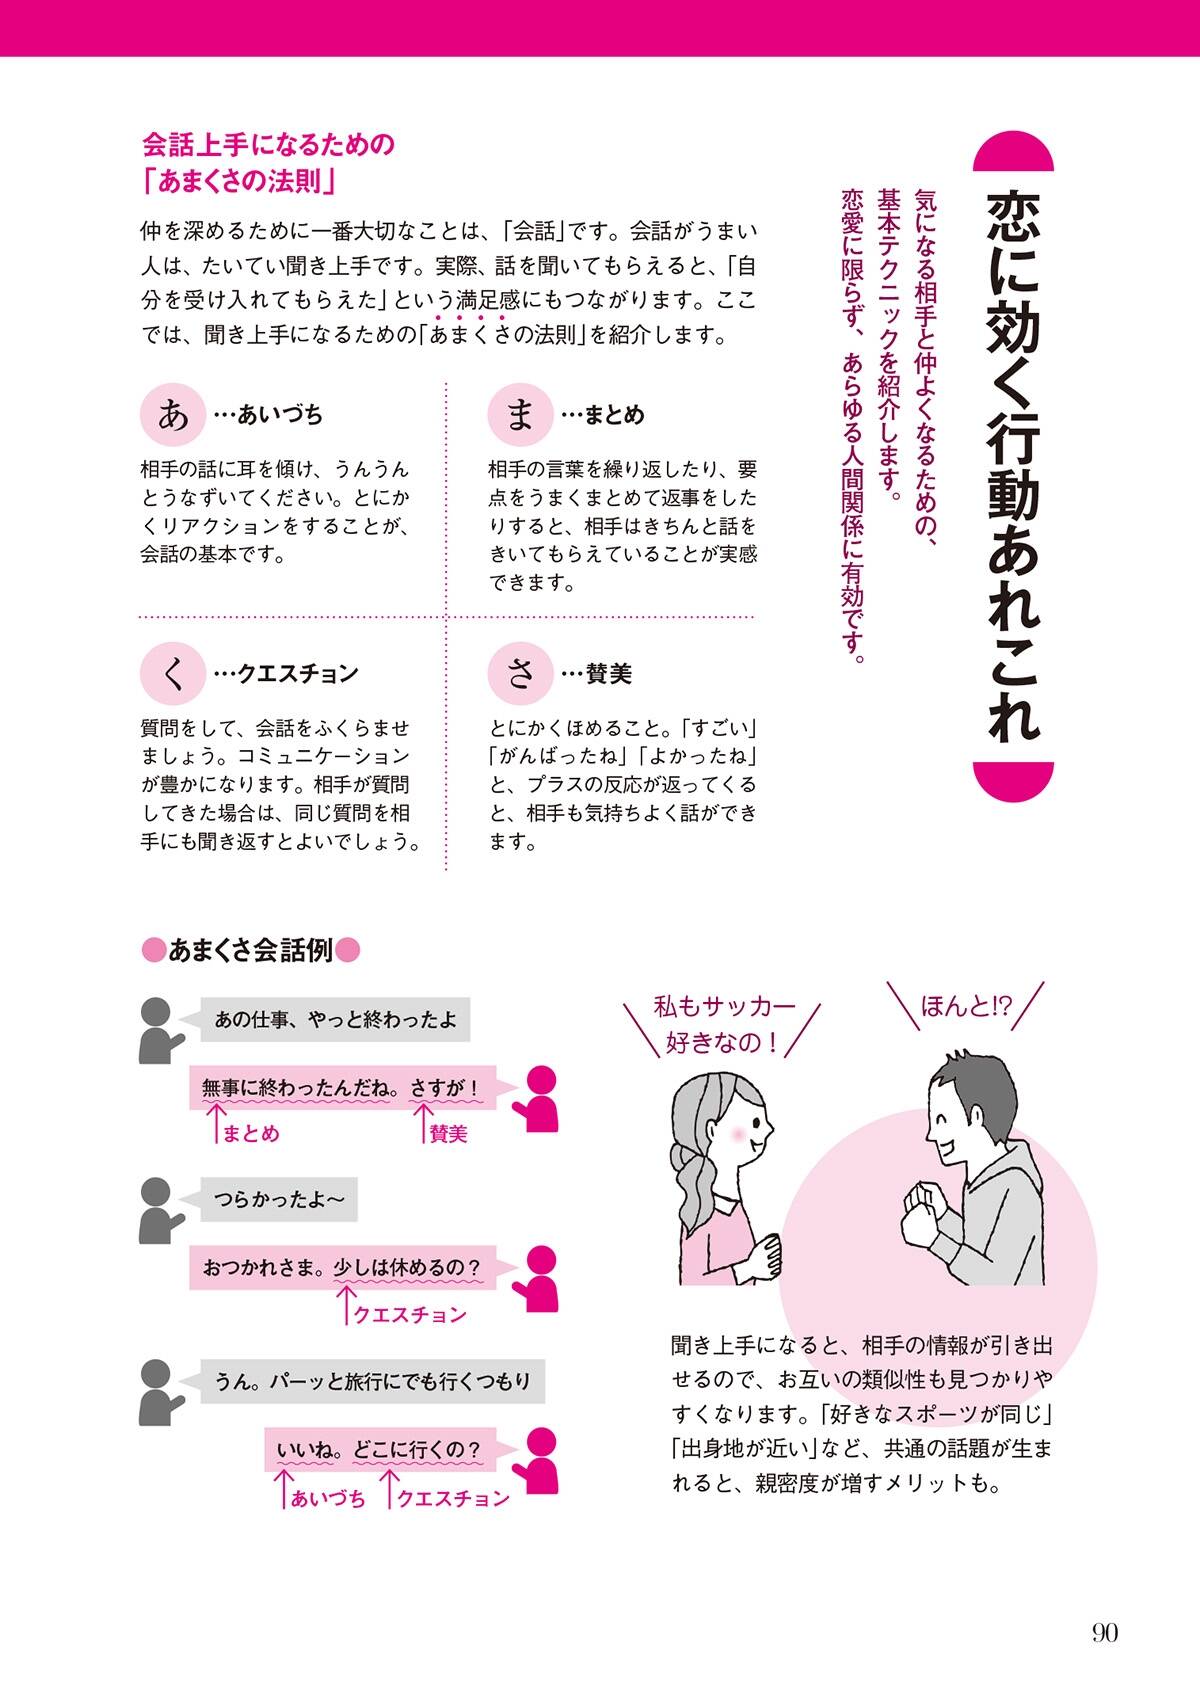 恋に効く行動あれこれ
気になる相手と仲よくなるための、
基本テクニックを紹介します。
恋愛に限らず、あらゆる人間関係に有効です。
会話上手になるための
「あまくさの法則」
仲を深めるために一番大切なことは、「会話」です。会話がうまい
人は、たいてい聞き上手です。実際、話を聞いてもらえると、「自
分を受け入れてもらえた」という満足感にもつながります。ここ
では、聞き上手になるための「あまくさの法則」を紹介します。
あ …あいづち
相手の話に耳を傾け、うんうん
とうなずいてください。とにか
くリアクションをすることが、
会話の基本です。
ま …まとめ
相手の言葉を繰り返したり、要
点をうまくまとめて返事をした
りすると、相手はきちんと話を
きいてもらえていることが実感
できます。
く …クエスチョン
質問をして、会話をふくらませ
ましょう。コミュニケーション
が豊かになります。相手が質問
してきた場合は、同じ質問を相
手にも聞き返すとよいでしょう。
さ …賛美
とにかくほめること。「すごい」
「がんばったね」「よかったね」
と、プラスの反応が返ってくる
と、相手も気持ちよく話ができ
ます。
●あまくさ会話例●
あの仕事、やっと終わったよ
無事に終わったんだね。さすが！
まとめ 賛美
つらかったよ〜
おつかれさま。少しは休めるの？
クエスチョン
うん。パーッと旅行にでも行くつもり
いいね。どこに行くの？
あいづち クエスチョン
私もサッカー
好きなの！
ほんと!?
聞き上手になると、相手の情報が引き出
せるので、お互いの類似性も見つかりや
すくなります。「好きなスポーツが同じ」
「出身地が近い」など、共通の話題が生ま
れると、親密度が増すメリットも。
90